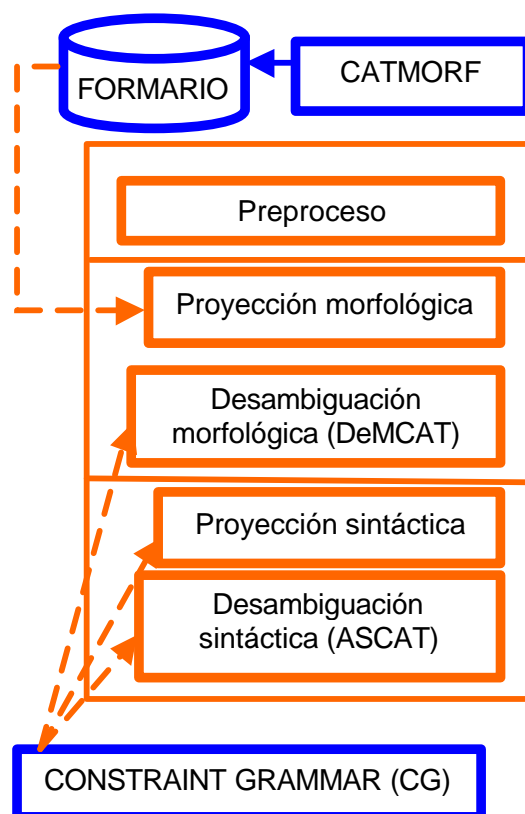 FORMARIO
CATMORF
Preproceso
Proyección morfológica
Desambiguación
morfológica (DeMCAT)
Proyección sintáctica
Desambiguación
sintáctica (ASCAT)
CONSTRAINT GRAMMAR (CG)